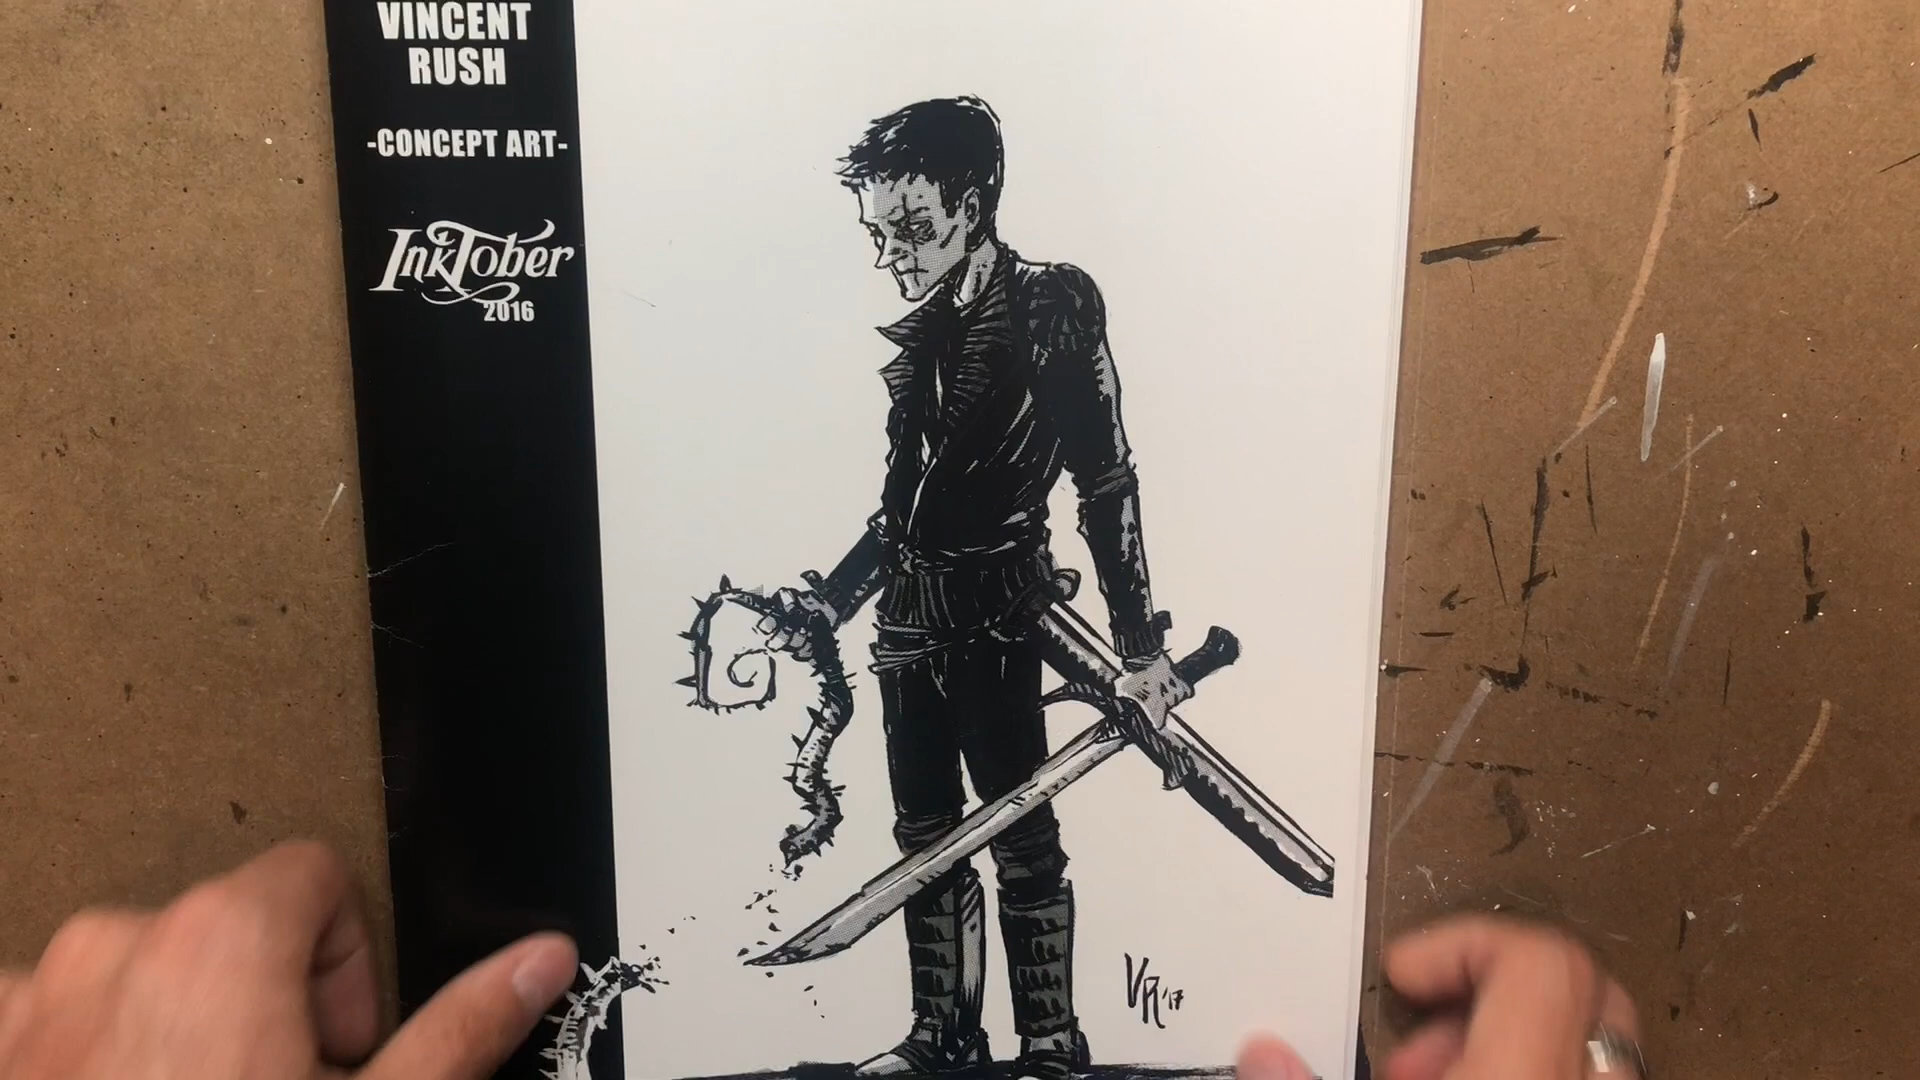 VINCENT
RUSH
-CONCEPT ART-
InkTober
2016
VR '17